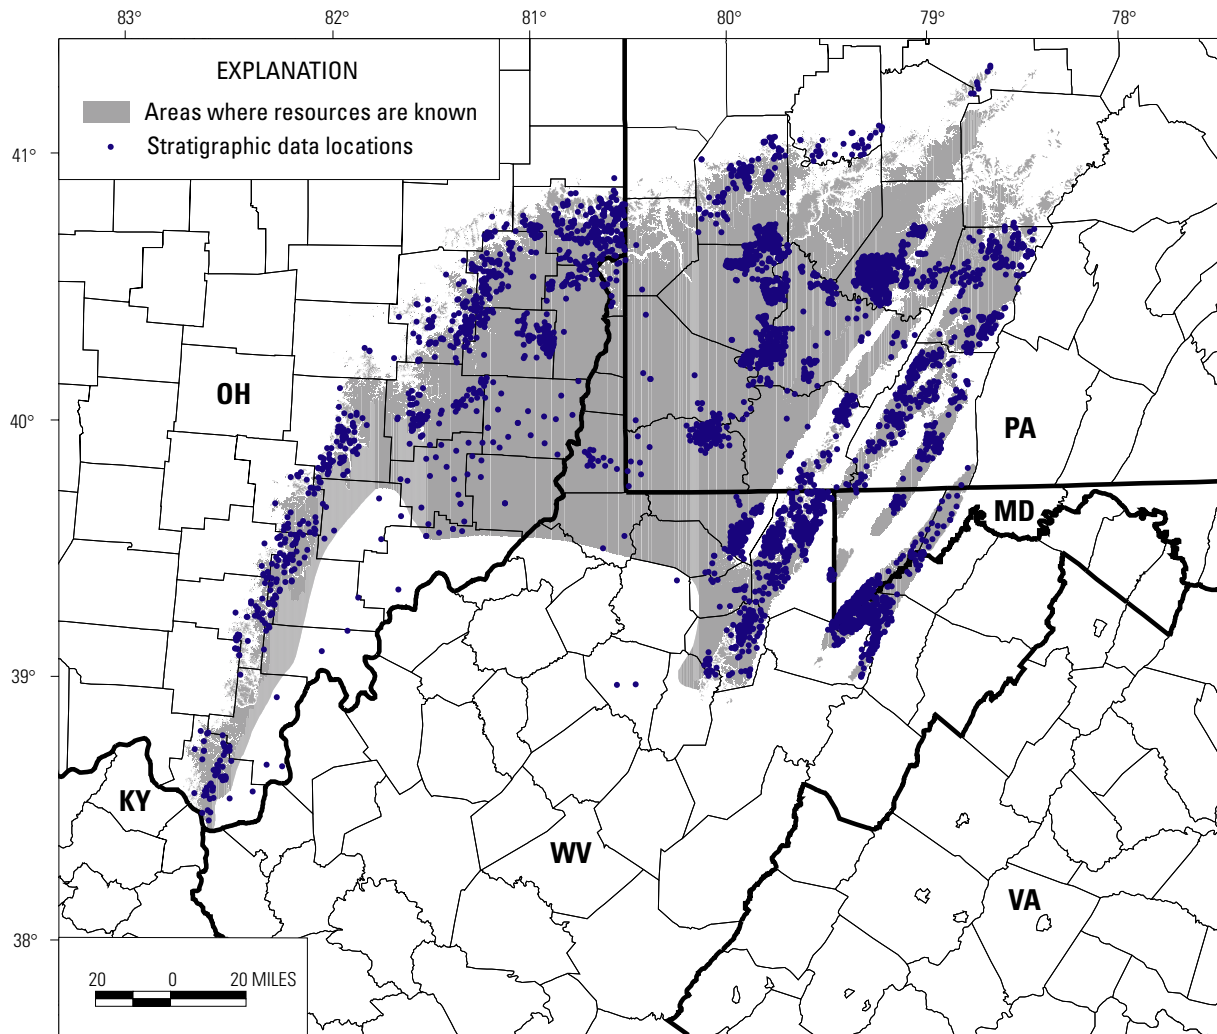 83° 82° 81° 80° 79° 78°
EXPLANATION
Areas where resources are known
Stratigraphic data locations
41°
OH
40°
PA
MD
39°
KY
WV
VA
38°
20 0 20 MILES